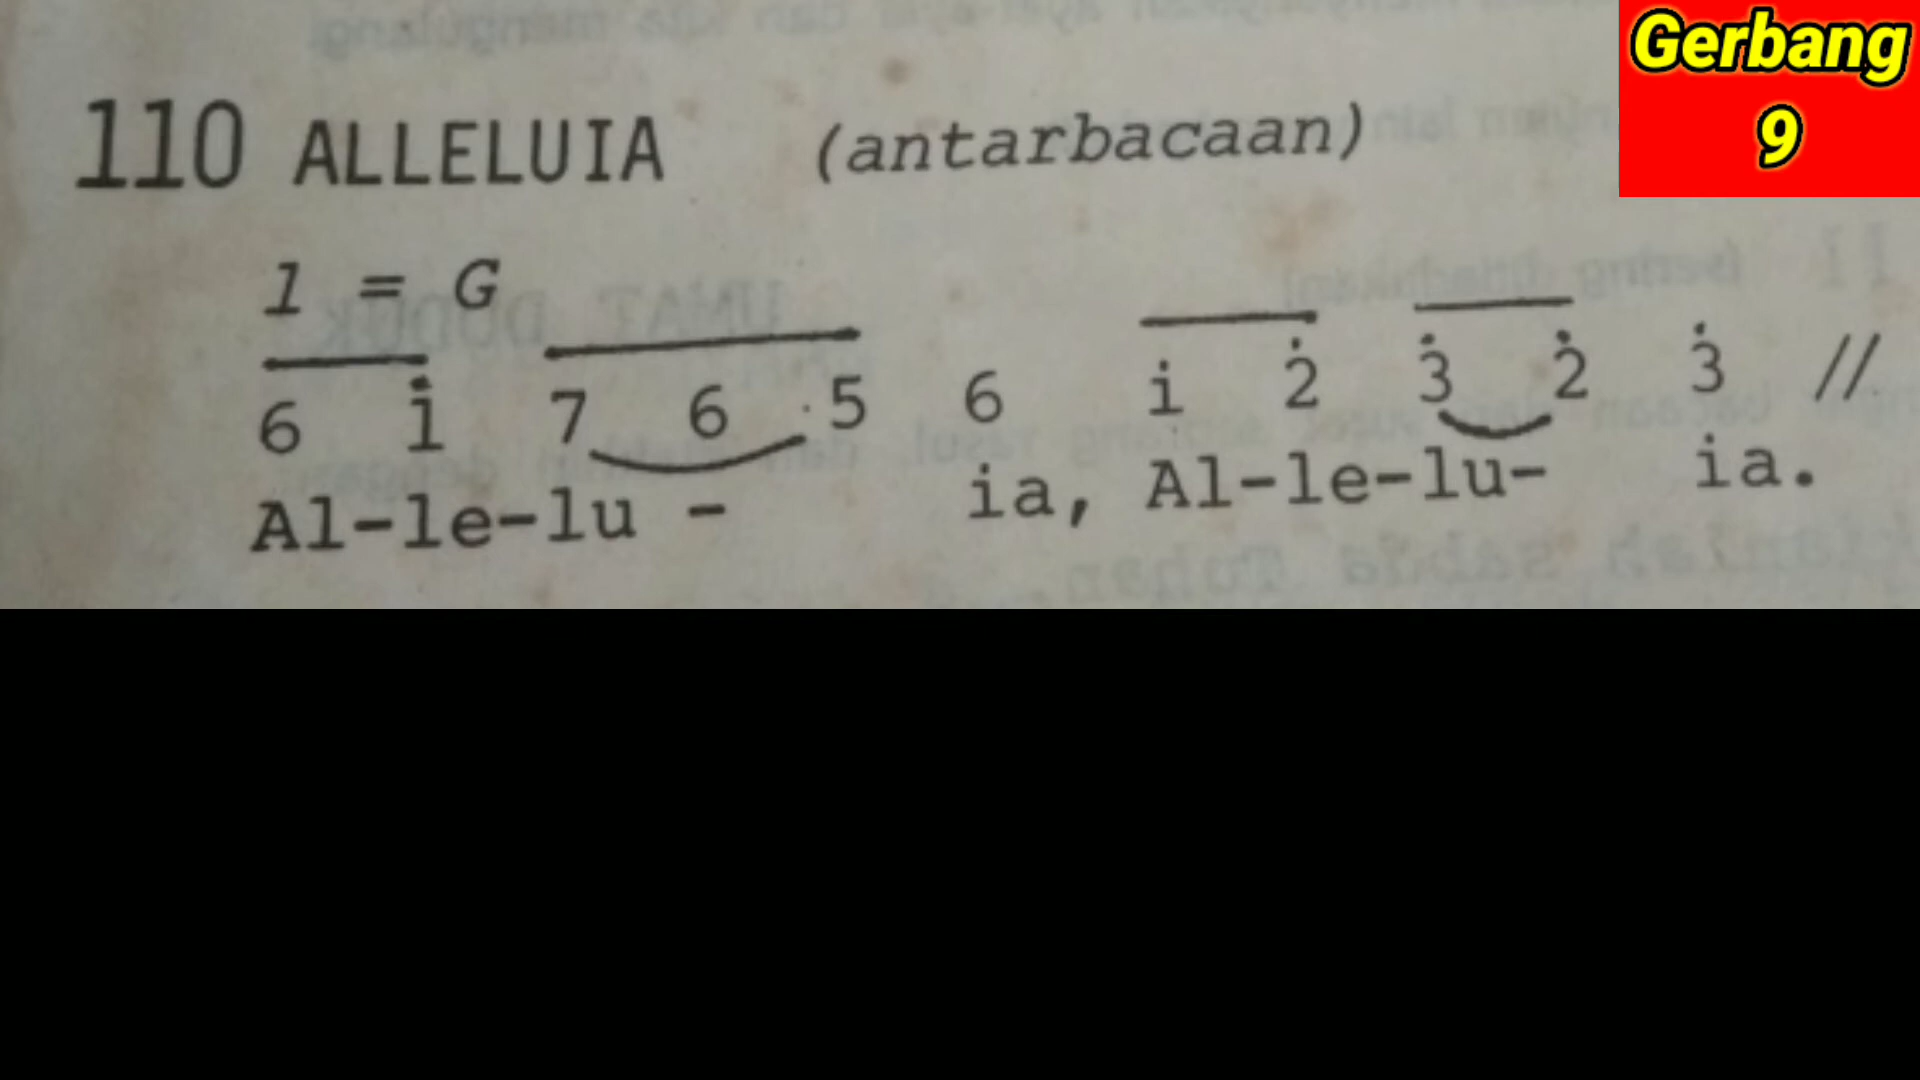 Gerbang
9
110 ALLELUIA (antarbacaan)
1 = G
6 i 7 6 5 6 i 2̇ 3̇ 2̇ 3̇ //
Al-le-lu - ia, Al-le-lu- ia.